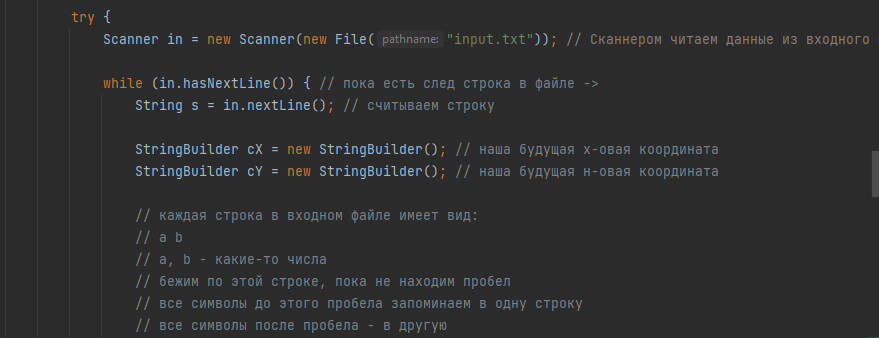 try {
Scanner in = new Scanner(new File( pathname: "input.txt")); // Сканнером читаем данные из входного
while (in.hasNextLine()) { // пока есть след строка в файле ->
String s = in.nextLine(); // считываем строку
StringBuilder cX = new StringBuilder(); // наша будущая х-овая координата
StringBuilder cY = new StringBuilder(); // наша будущая н-овая координата
// каждая строка в входном файле имеет вид:
// a b
// a, b - какие-то числа
// бежим по этой строке, пока не находим пробел
// все символы до этого пробела запоминаем в одну строку
// все символы после пробела - в другую